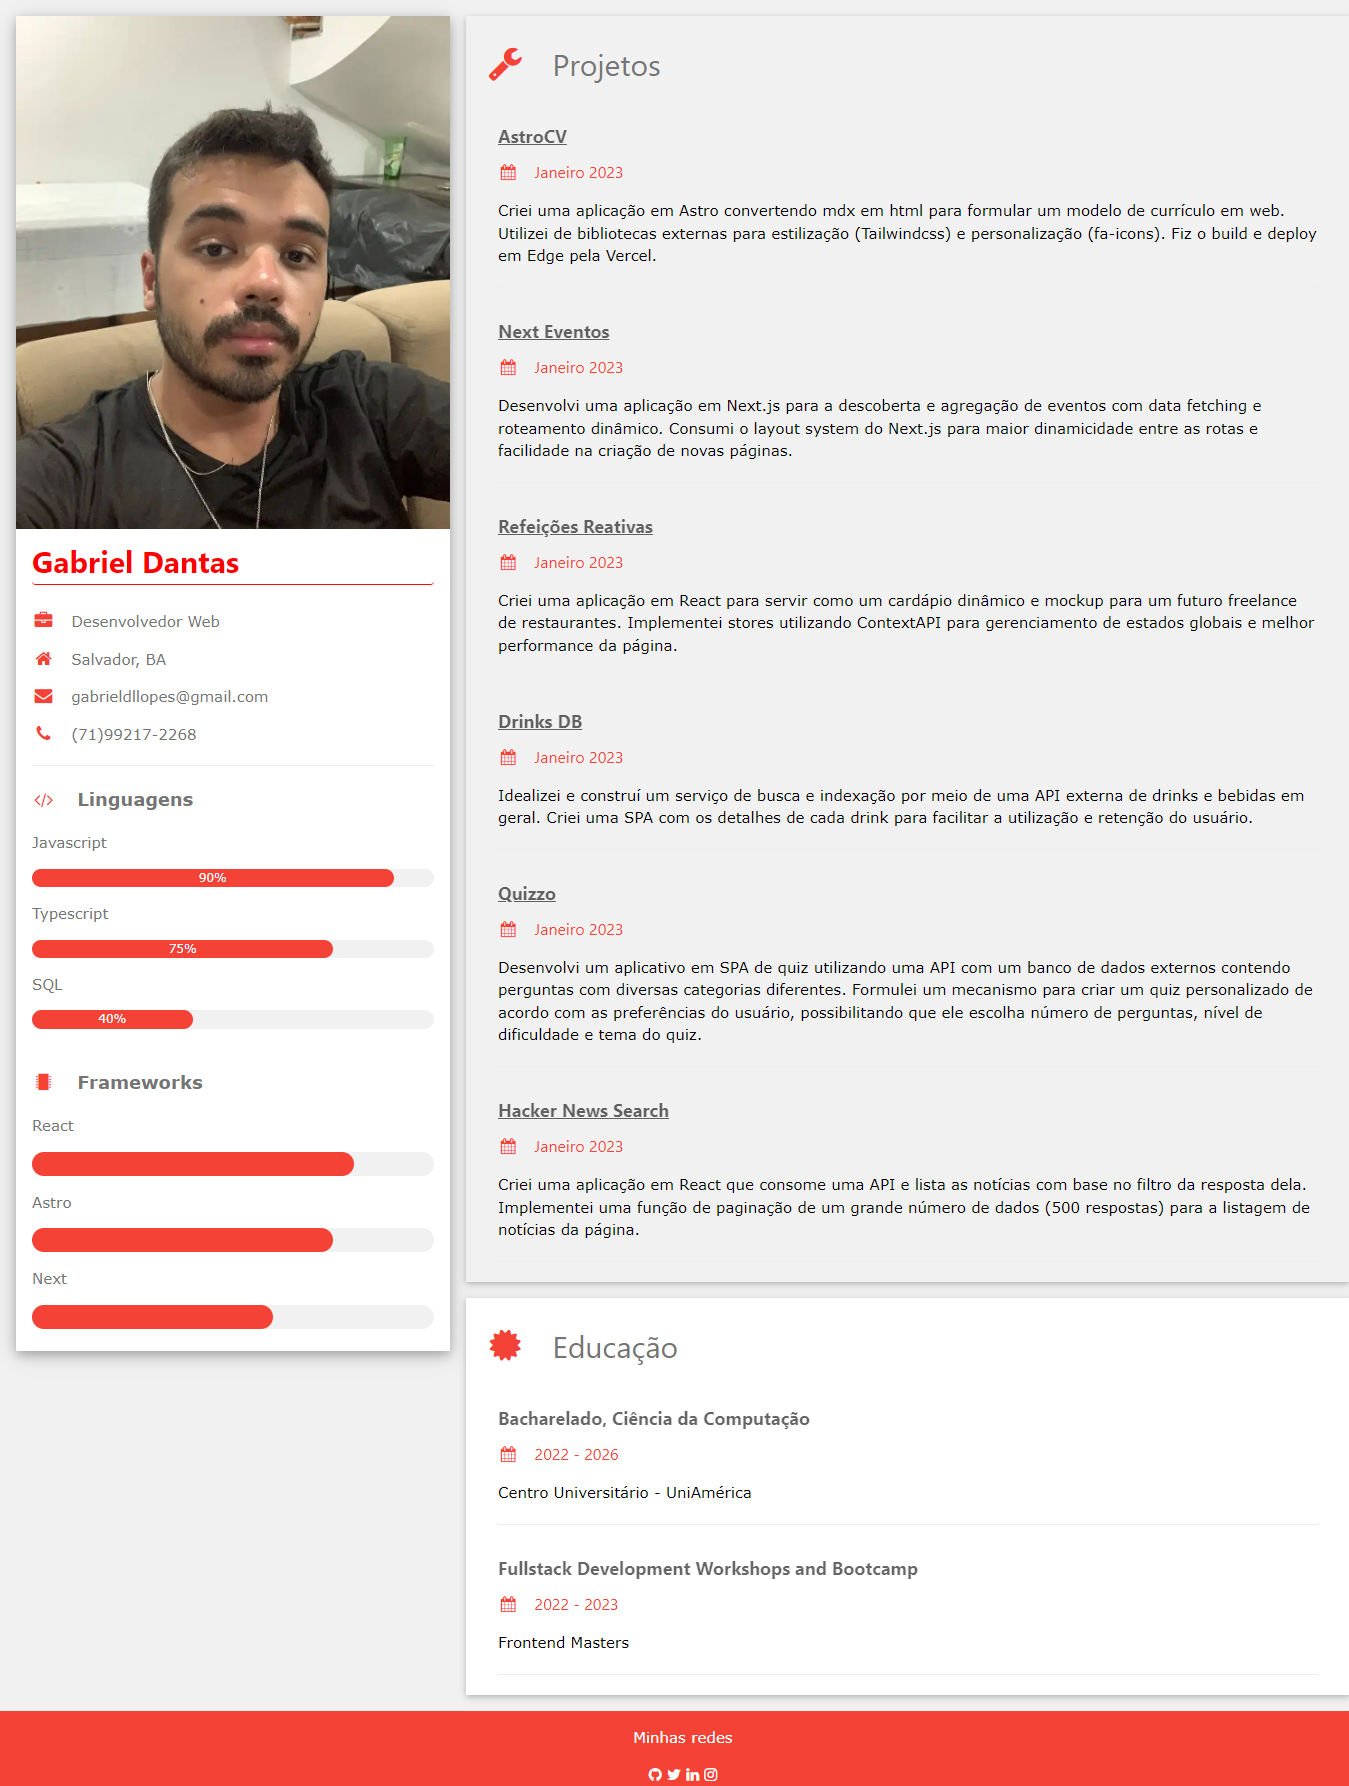 Gabriel Dantas
Desenvolvedor Web
Salvador, BA
gabrieldllopes@gmail.com
(71)99217-2268
Linguagens
Javascript
90%
Typescript
75%
SQL
40%
Frameworks
React
Astro
Next
Projetos
AstroCV
Janeiro 2023
Criei uma aplicação em Astro convertendo mdx em html para formular um modelo de currículo em web.
Utilizei de bibliotecas externas para estilização (Tailwindcss) e personalização (fa-icons). Fiz o build e deploy
em Edge pela Vercel.
Next Eventos
Janeiro 2023
Desenvolvi uma aplicação em Next.js para a descoberta e agregação de eventos com data fetching e
roteamento dinâmico. Consumi o layout system do Next.js para maior dinamicidade entre as rotas e
facilidade na criação de novas páginas.
Refeições Reativas
Janeiro 2023
Criei uma aplicação em React para servir como um cardápio dinâmico e mockup para um futuro freelance
de restaurantes. Implementei stores utilizando ContextAPI para gerenciamento de estados globais e melhor
performance da página.
Drinks DB
Janeiro 2023
Idealizei e construí um serviço de busca e indexação por meio de uma API externa de drinks e bebidas em
geral. Criei uma SPA com os detalhes de cada drink para facilitar a utilização e retenção do usuário.
Quizzo
Janeiro 2023
Desenvolvi um aplicativo em SPA de quiz utilizando uma API com um banco de dados externos contendo
perguntas com diversas categorias diferentes. Formulei um mecanismo para criar um quiz personalizado de
acordo com as preferências do usuário, possibilitando que ele escolha número de perguntas, nível de
dificuldade e tema do quiz.
Hacker News Search
Janeiro 2023
Criei uma aplicação em React que consome uma API e lista as notícias com base no filtro da resposta dela.
Implementei uma função de paginação de um grande número de dados (500 respostas) para a listagem de
notícias da página.
Educação
Bacharelado, Ciência da Computação
2022 - 2026
Centro Universitário - UniAmérica
Fullstack Development Workshops and Bootcamp
2022 - 2023
Frontend Masters
Minhas redes